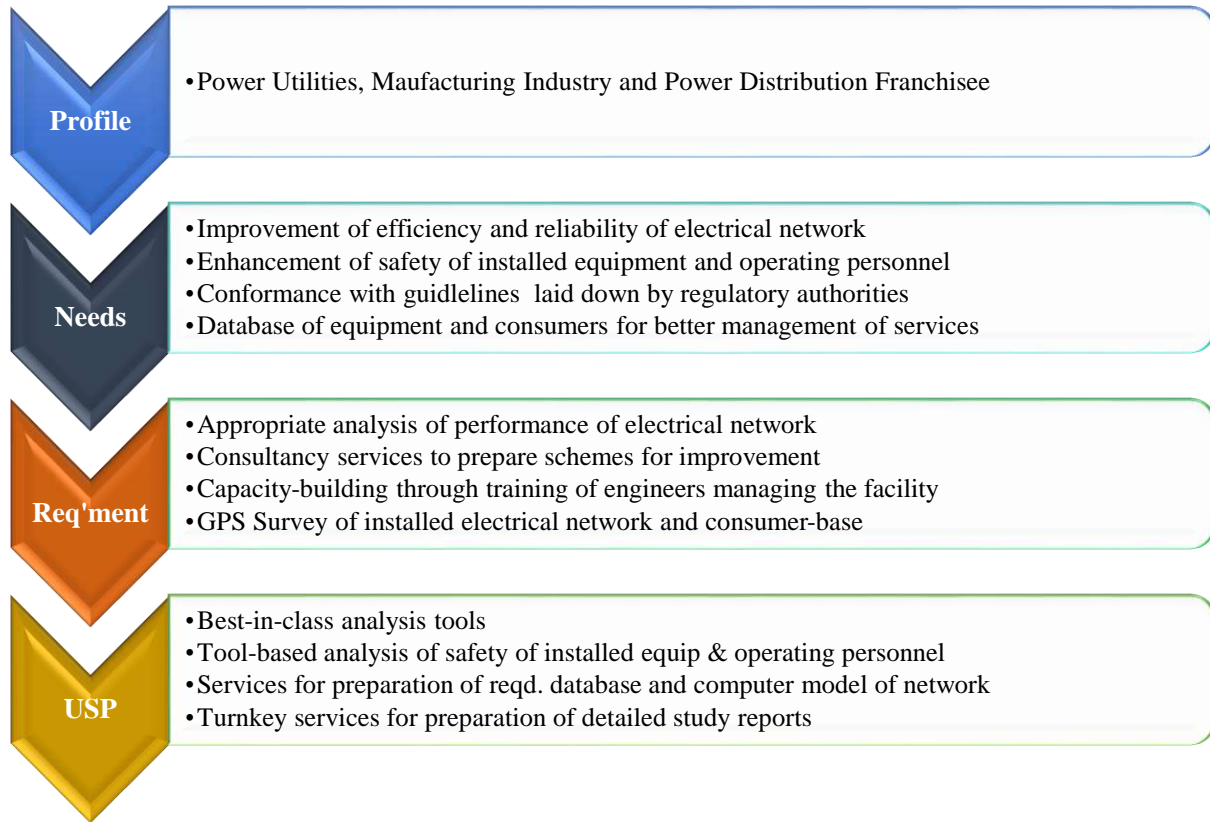 Profile
•Power Utilities, Maufacturing Industry and Power Distribution Franchisee
Needs
•Improvement of efficiency and reliability of electrical network
•Enhancement of safety of installed equipment and operating personnel
•Conformance with guidlelines laid down by regulatory authorities
•Database of equipment and consumers for better management of services
Req'ment
•Appropriate analysis of performance of electrical network
•Consultancy services to prepare schemes for improvement
•Capacity-building through training of engineers managing the facility
•GPS Survey of installed electrical network and consumer-base
USP
•Best-in-class analysis tools
•Tool-based analysis of safety of installed equip & operating personnel
•Services for preparation of reqd. database and computer model of network
•Turnkey services for preparation of detailed study reports